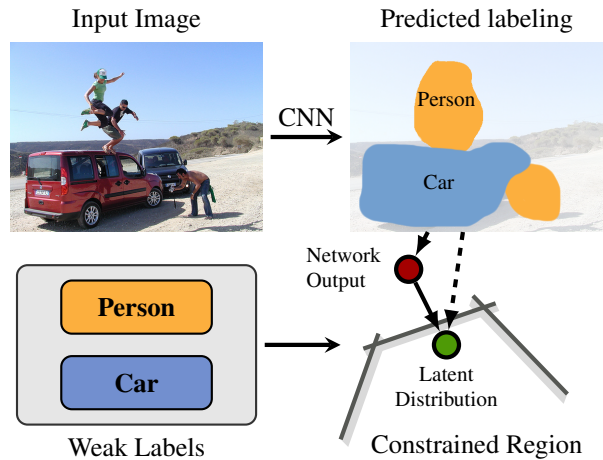 Input Image
Predicted labeling
CNN
Person
Car
Network
Output
Person
Car
Latent
Distribution
Weak Labels
Constrained Region